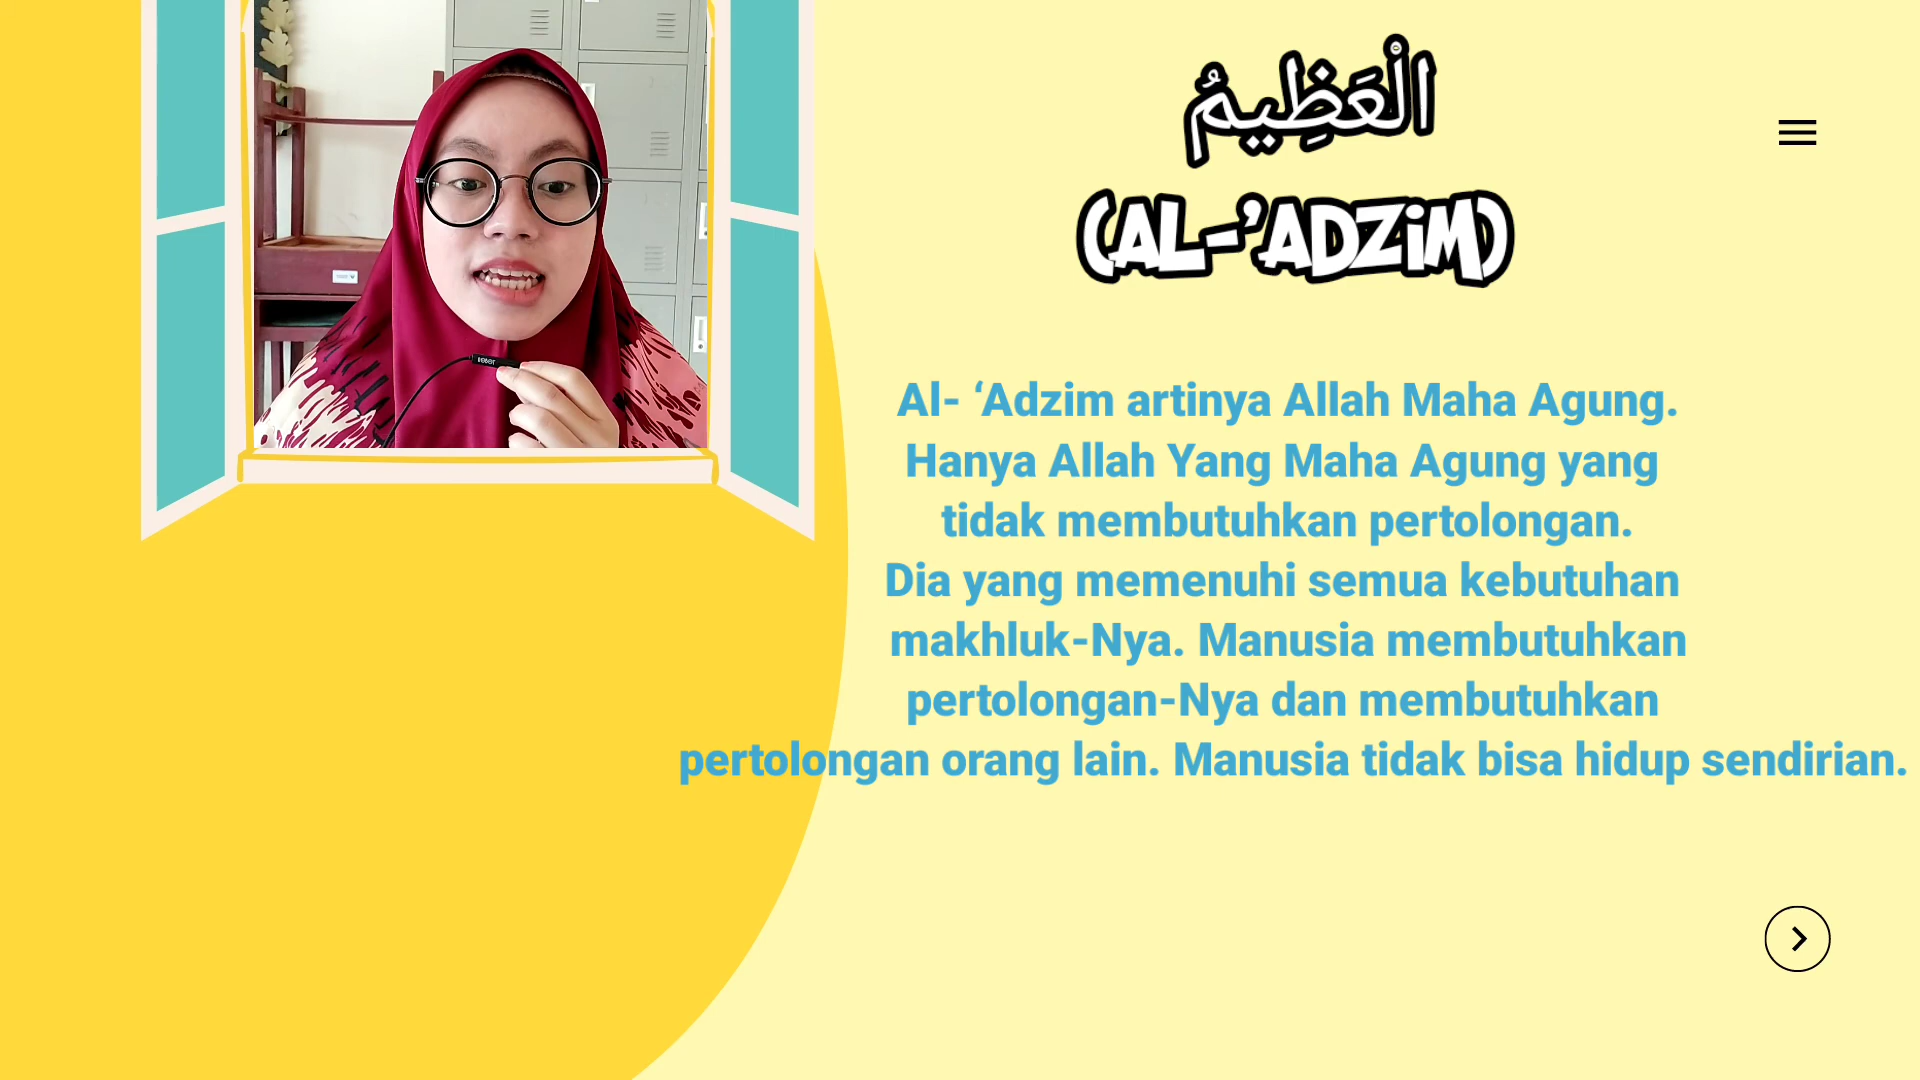 الْعَظِيمُ
(AL-'ADZiM)
Al- ‘Adzim artinya Allah Maha Agung.
Hanya Allah Yang Maha Agung yang
tidak membutuhkan pertolongan.
Dia yang memenuhi semua kebutuhan
makhluk-Nya. Manusia membutuhkan
pertolongan-Nya dan membutuhkan
pertolongan orang lain. Manusia tidak bisa hidup sendirian.